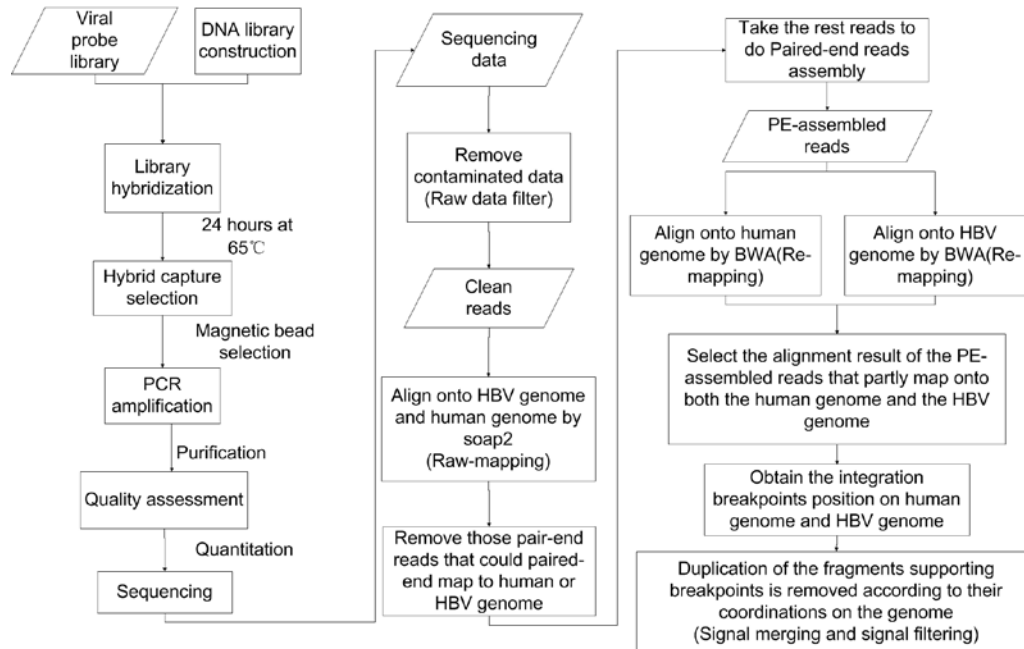 Viral
probe
library
DNA library
construction
Library
hybridization
24 hours at
65℃
Hybrid capture
selection
Magnetic bead
selection
PCR
amplification
Purification
Quality assessment
Quantitation
Sequencing
Sequencing
data
Remove
contaminated data
(Raw data filter)
Clean
reads
Align onto HBV genome
and human genome by
soap2
(Raw-mapping)
Remove those pair-end
reads that could paired-
end map to human or
HBV genome
Take the rest reads to
do Paired-end reads
assembly
PE-assembled
reads
Align onto human
genome by BWA(Re-
mapping)
Align onto HBV
genome by BWA(Re-
mapping)
Select the alignment result of the PE-
assembled reads that partly map onto
both the human genome and the HBV
genome
Obtain the integration
breakpoints position on human
genome and HBV genome
Duplication of the fragments supporting
breakpoints is removed according to their
coordinations on the genome
(Signal merging and signal filtering)